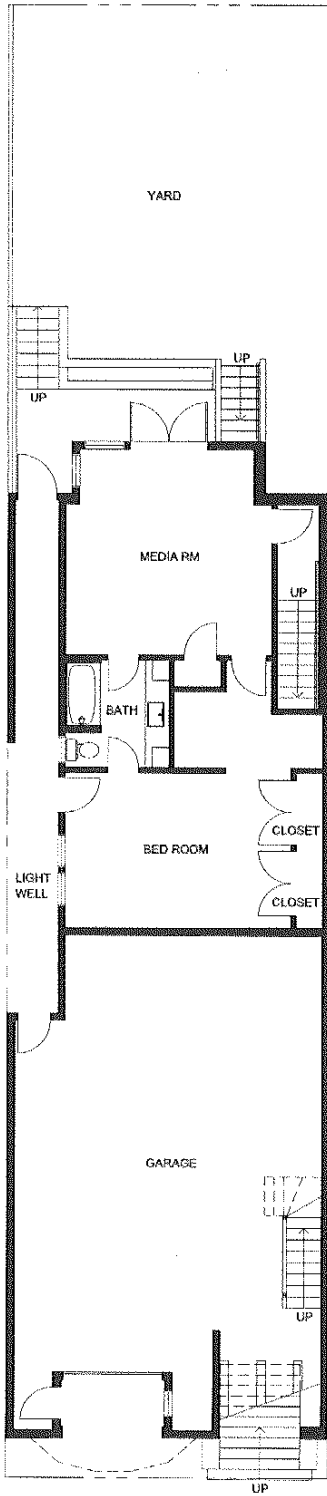 YARD
UP
UP
MEDIA RM
UP
BATH
CLOSET
BED ROOM
LIGHT
WELL
CLOSET
GARAGE
UP
UP